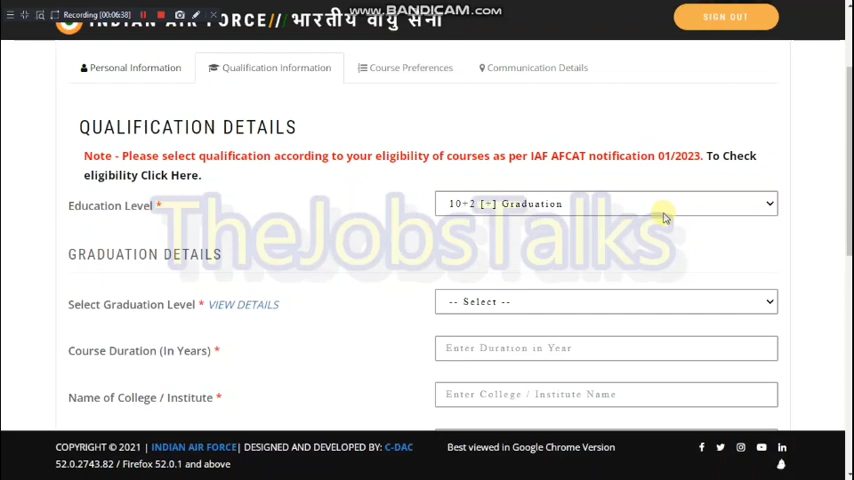 Recording [00:06:38]
www.BANDICAM.com
INDIAN AIR FORCE// भारतीय वायु सेना
SIGN OUT
Personal Information
Qualification Information
Course Preferences
Communication Details
QUALIFICATION DETAILS
Note - Please select qualification according to your eligibility of courses as per IAF AFCAT notification 01/2023. To Check
eligibility Click Here.
Education Level *
10+2 [+] Graduation
TheJobsTalks
GRADUATION DETAILS
Select Graduation Level * VIEW DETAILS
-- Select --
Course Duration (In Years) *
Enter Duration in Year
Name of College / Institute *
Enter College / Institute Name
COPYRIGHT © 2021 | INDIAN AIR FORCE| DESIGNED AND DEVELOPED BY: C-DAC
Best viewed in Google Chrome Version
52.0.2743.82 / Firefox 52.0.1 and above